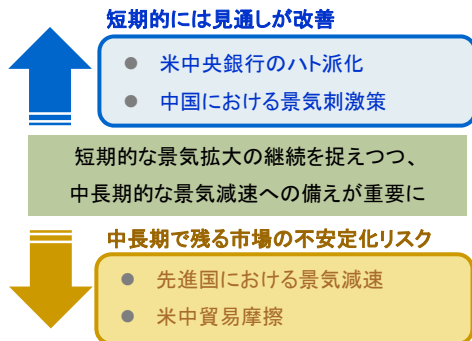 短期的には見通しが改善
● 米中央銀行のハト派化
● 中国における景気刺激策
短期的な景気拡大の継続を捉えつつ、
中長期的な景気減速への備えが重要に
中長期で残る市場の不安定化リスク
● 先進国における景気減速
● 米中貿易摩擦